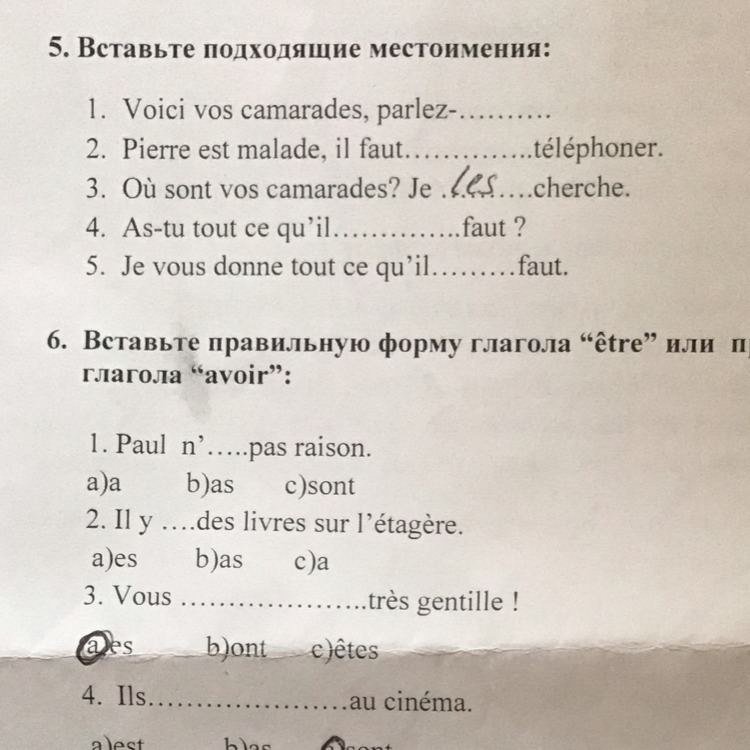 5. Вставьте подходящие местоимения:
1. Voici vos camarades, parlez-..........
2. Pierre est malade, il faut..............téléphoner.
3. Où sont vos camarades? Je .les....cherche.
4. As-tu tout ce qu’il..............faut ?
5. Je vous donne tout ce qu’il.........faut.
6. Вставьте правильную форму глагола “être” или
глагола “avoir”:
1. Paul n’.....pas raison.
a)a b)as c)sont
2. Il y ....des livres sur l’étagère.
a)es b)as c)a
3. Vous .....................très gentille !
a)es b)ont c)êtes
4. Ils......................au cinéma.
a)est b)as c)sont